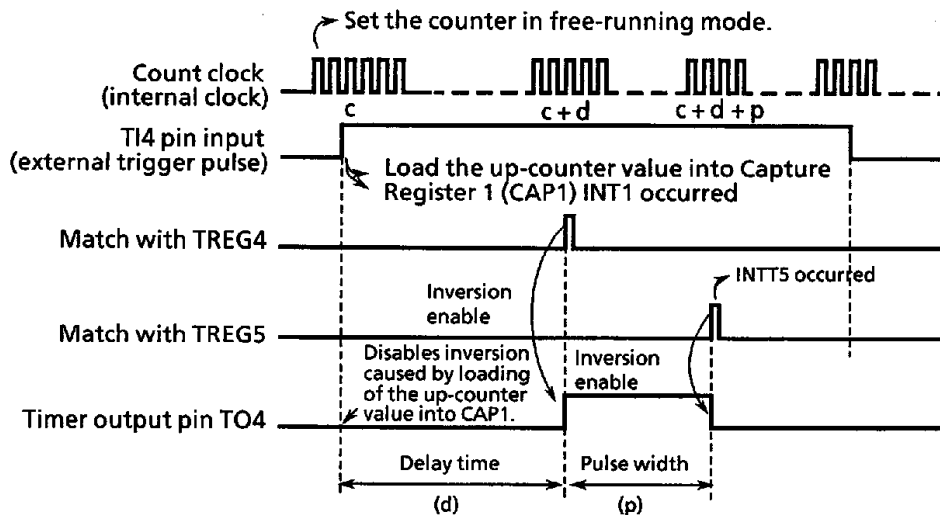 Set the counter in free-running mode.
Count clock
(internal clock)
c
c + d
c + d + p
TI4 pin input
(external trigger pulse)
Load the up-counter value into Capture
Register 1 (CAP1) INT1 occurred
Match with TREG4
Inversion
enable
INTT5 occurred
Match with TREG5
Disables inversion
caused by loading
of the up-counter
value into CAP1.
Inversion
enable
Timer output pin TO4
Delay time
Pulse width
(d)
(p)